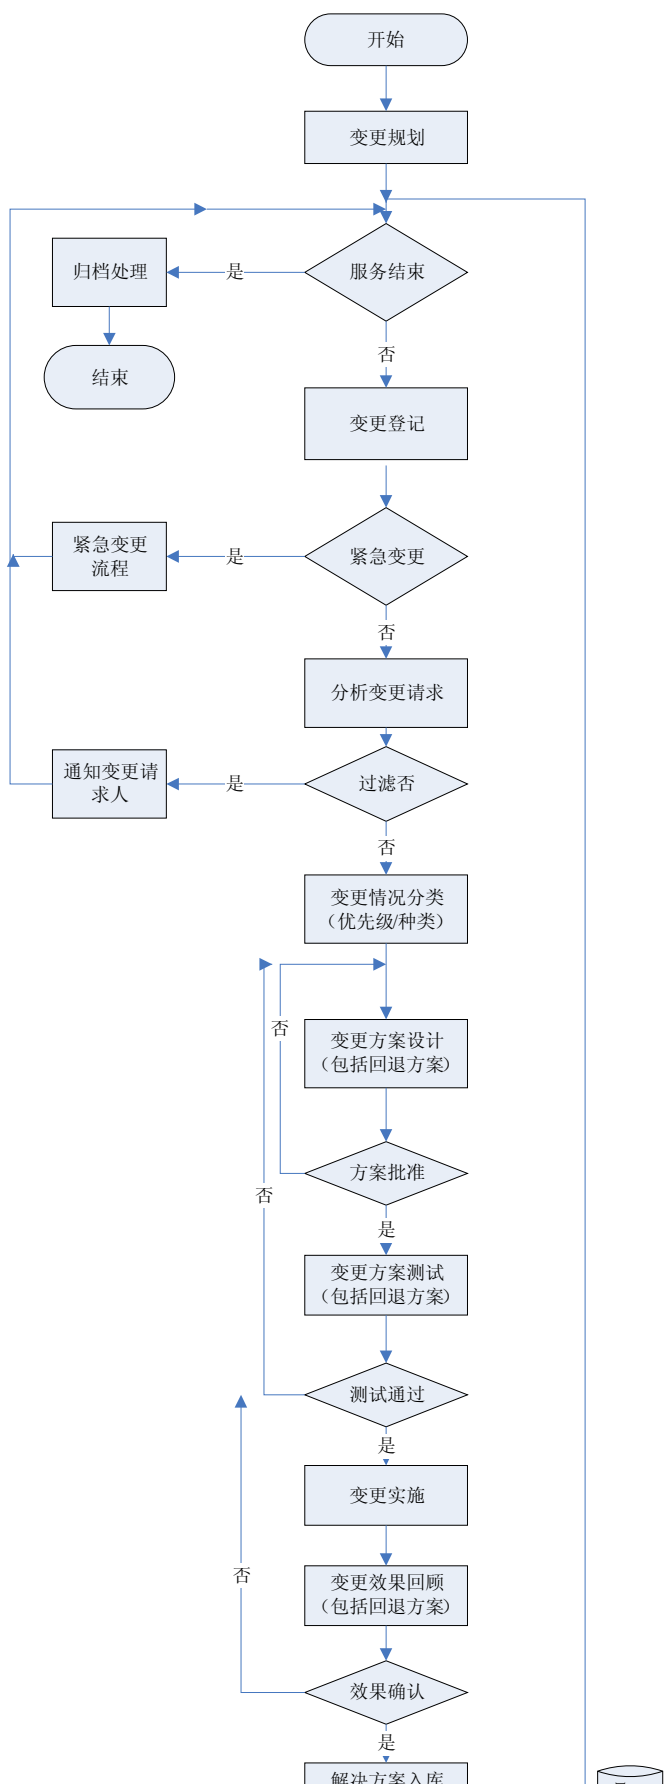 开始
变更规划
服务结束
是
归档处理
结束
否
变更登记
紧急变更
是
紧急变更
流程
否
分析变更请求
过滤否
是
通知变更请
求人
否
变更情况分类
（优先级/种类）
否
变更方案设计
（包括回退方案）
方案批准
否
是
变更方案测试
（包括回退方案）
测试通过
是
变更实施
否
变更效果回顾
（包括回退方案）
效果确认
是
解决方案入库